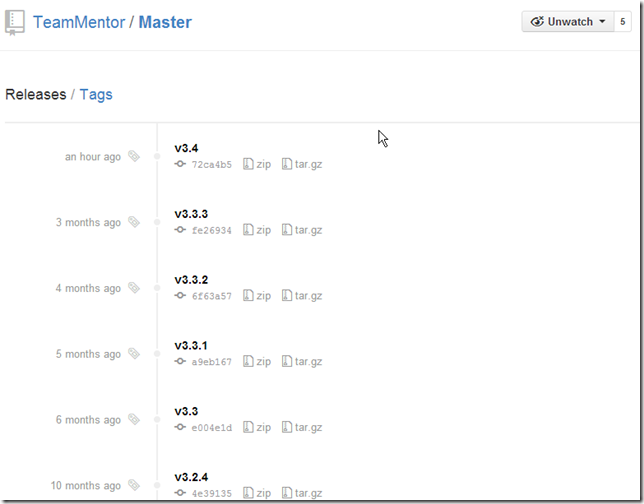 TeamMentor / Master
Unwatch 5
Releases / Tags
an hour ago v3.4
72ca4b5 zip tar.gz
3 months ago v3.3.3
fe26934 zip tar.gz
4 months ago v3.3.2
6f63a57 zip tar.gz
5 months ago v3.3.1
a9eb167 zip tar.gz
6 months ago v3.3
e004e1d zip tar.gz
10 months ago v3.2.4
4e39135 zip tar.gz